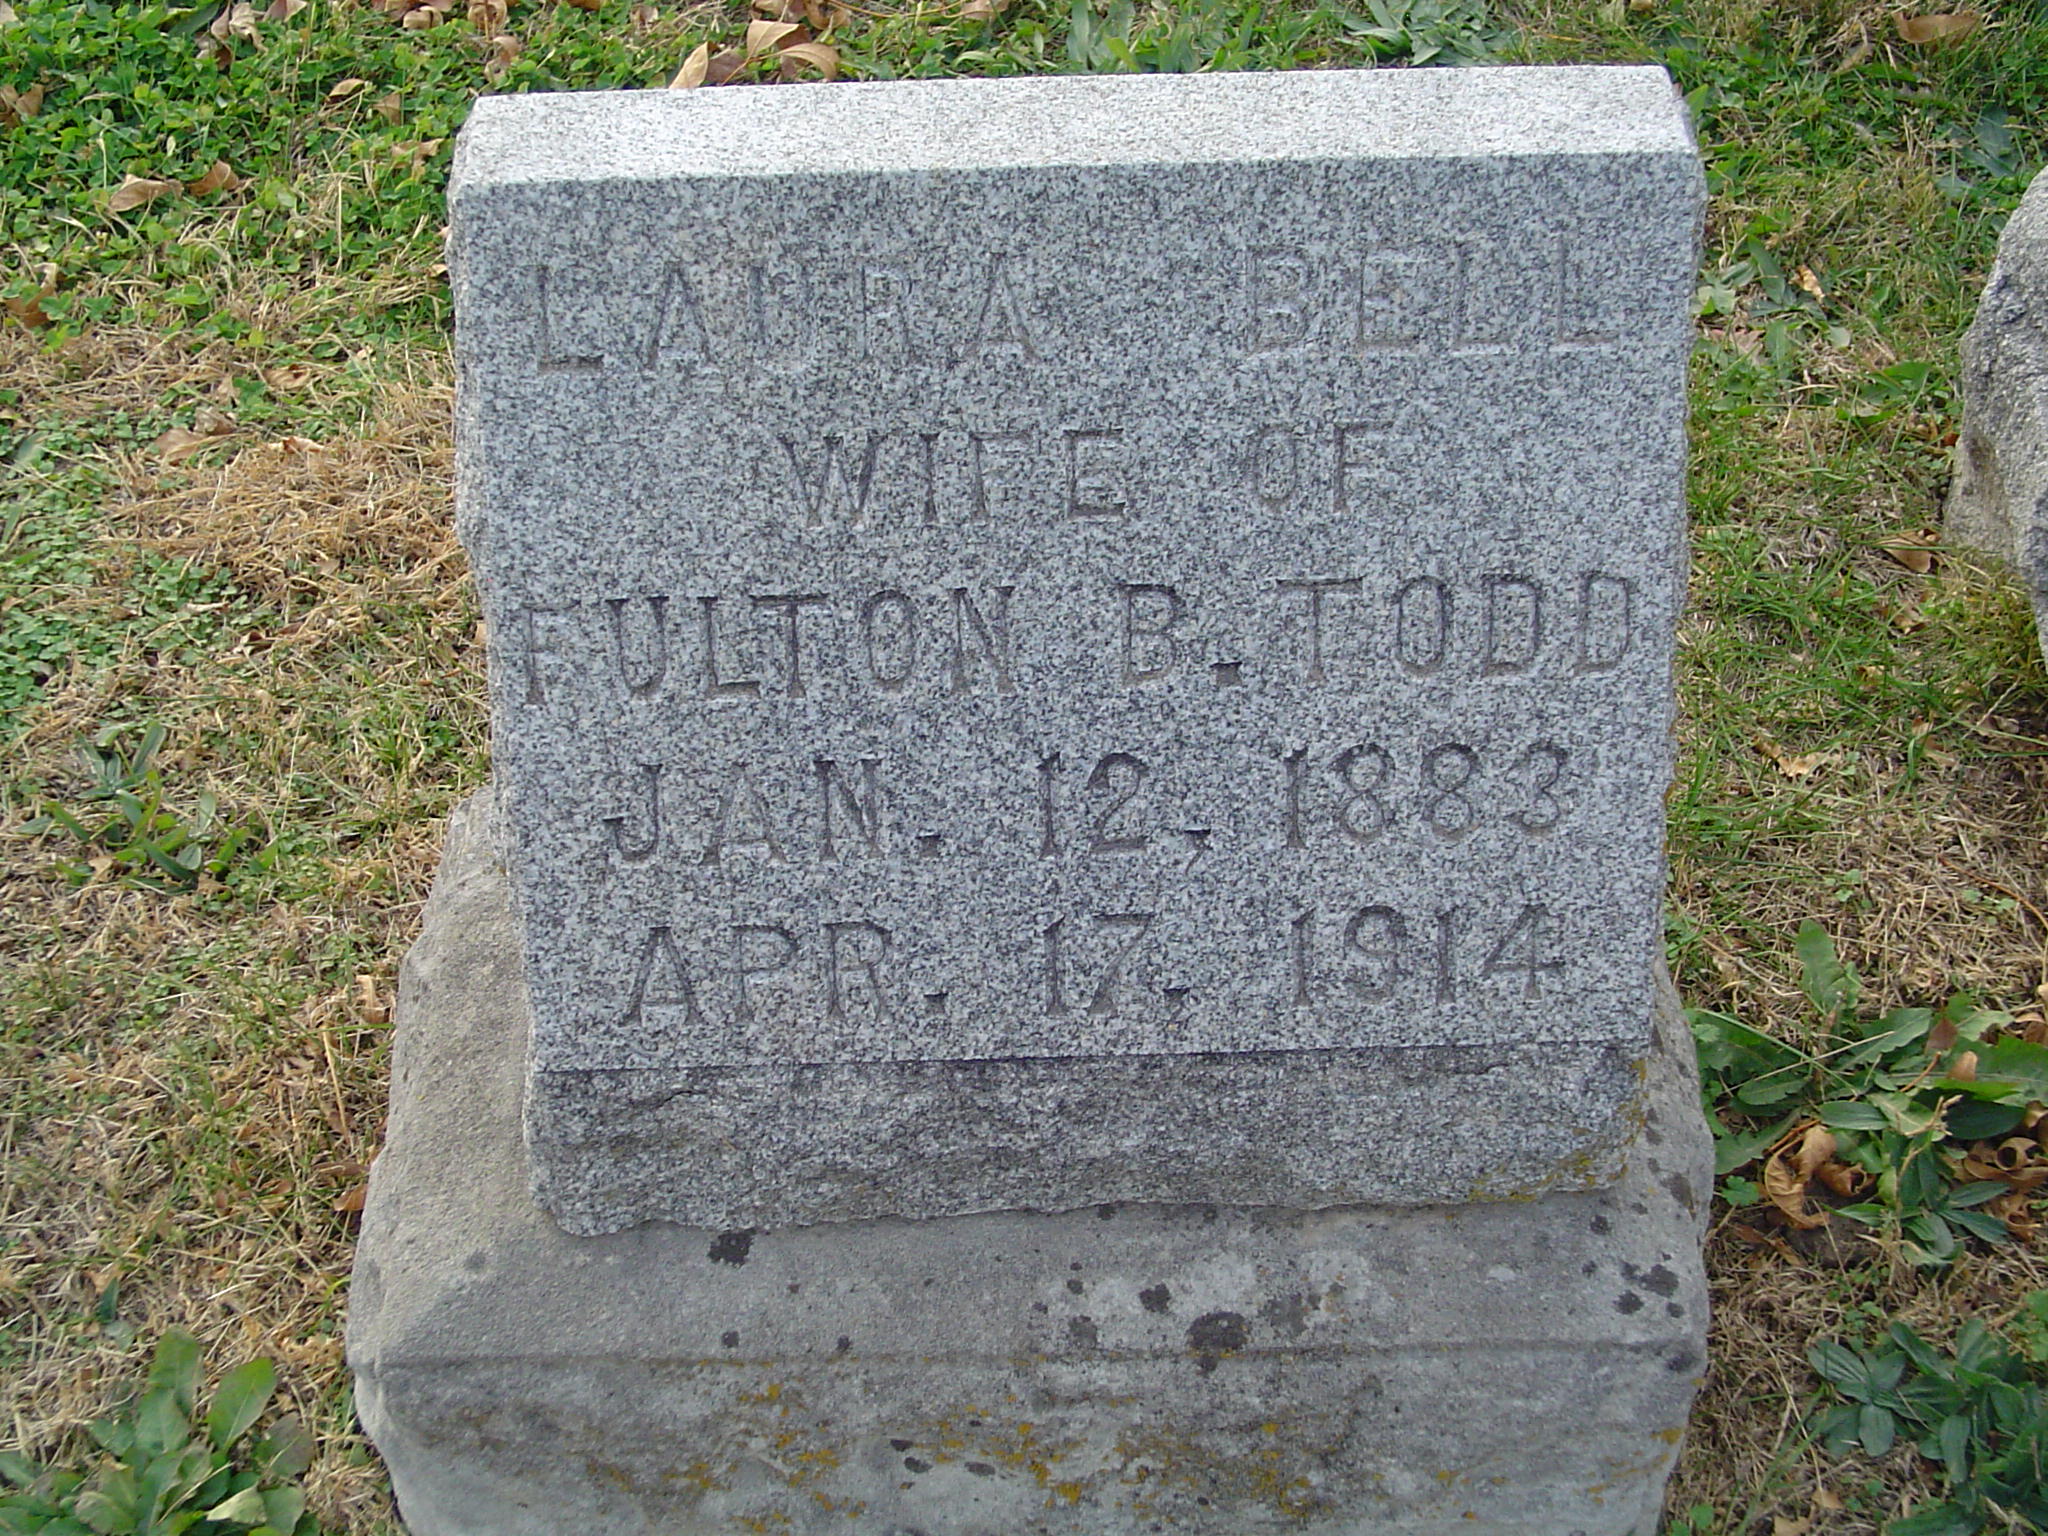 LAURA BELL
WIFE OF
FULTON B. TODD
JAN. 12, 1883
APR. 17, 1914